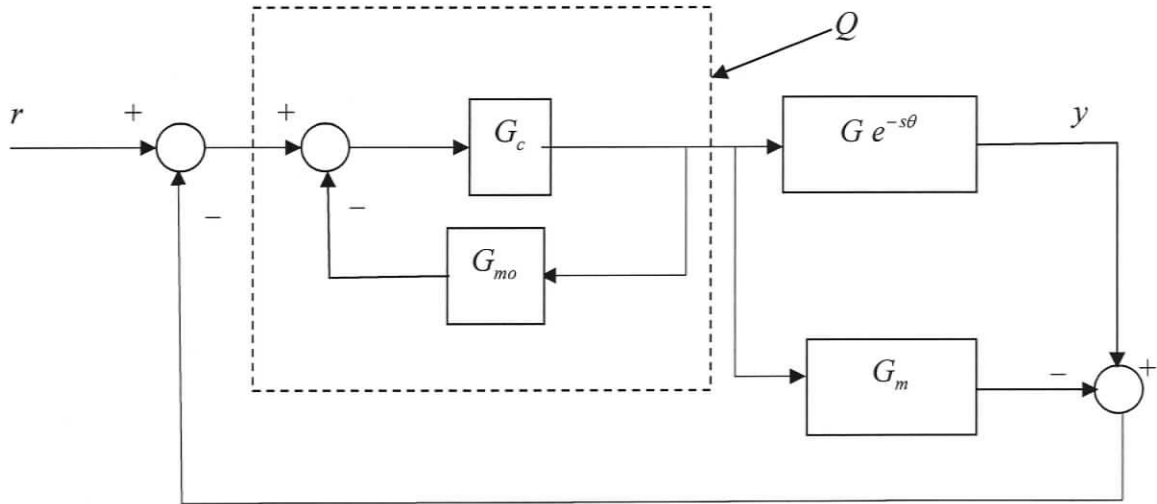 Q
r
+
+
G_c
G e^{-sθ}
y
−
−
G_{mo}
G_m
−
+